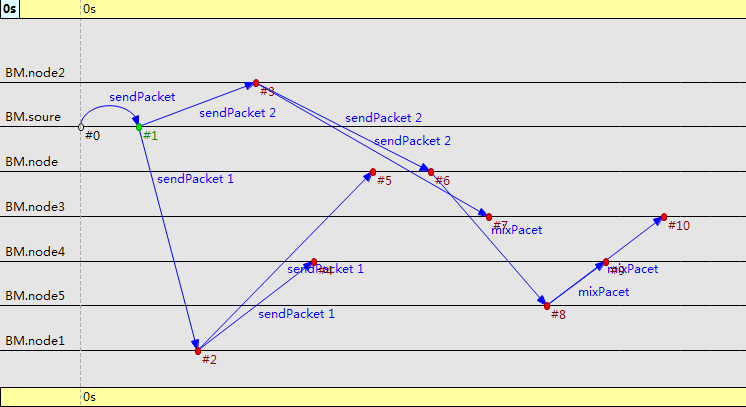 0s
0s
BM.node2
sendPacket
#3
BM.soure
sendPacket 2
sendPacket 2
#0
#1
sendPacket 2
BM.node
sendPacket 1
#5
#6
BM.node3
#7
mixPacet
#10
BM.node4
sendPacket 1
#4
#9
mixPacet
BM.node5
mixPacet
sendPacket 1
#8
BM.node1
#2
0s